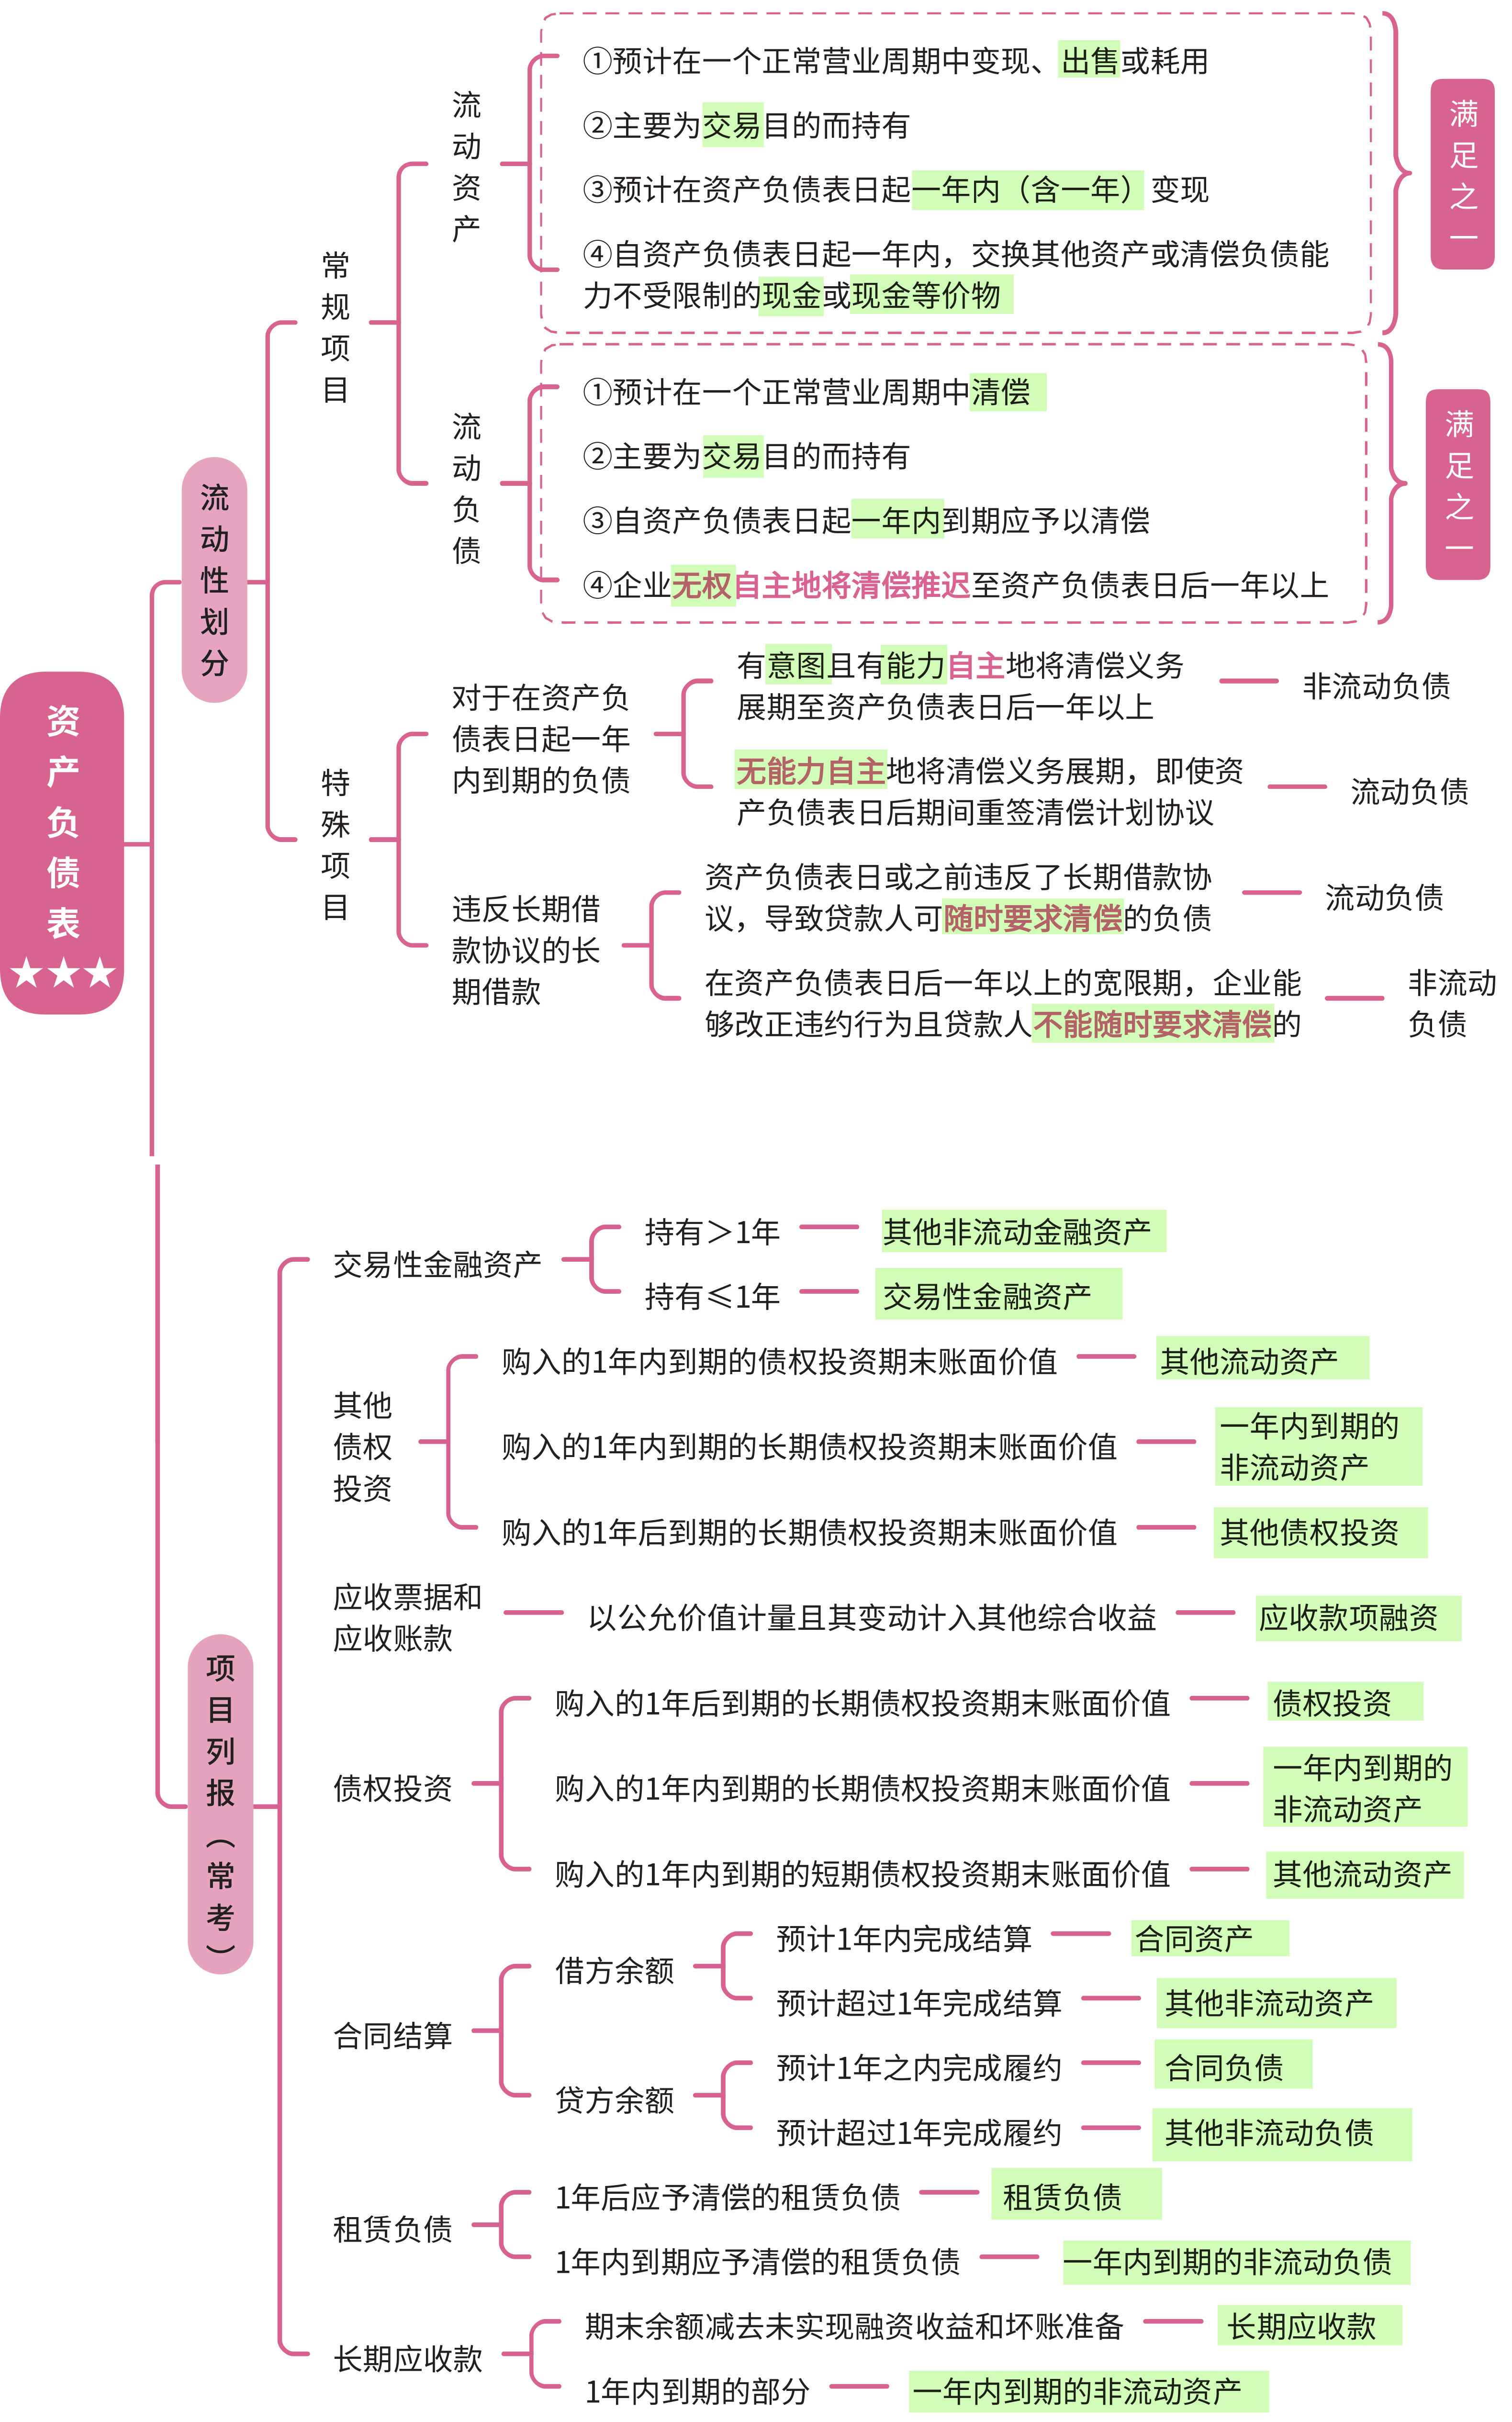 资产负债表
★★★
流动性划分
常规项目
流动资产
①预计在一个正常营业周期中变现、出售或耗用
②主要为交易目的而持有
③预计在资产负债表日起一年内（含一年）变现
④自资产负债表日起一年内，交换其他资产或清偿负债能
力不受限制的现金或现金等价物
满足之一
流动负债
①预计在一个正常营业周期中清偿
②主要为交易目的而持有
③自资产负债表日起一年内到期应予以清偿
④企业无权自主地将清偿推迟至资产负债表日后一年以上
满足之一
特殊项目
对于在资产负
债表日起一年
内到期的负债
有意图且有能力自主地将清偿义务
展期至资产负债表日后一年以上
非流动负债
无能力自主地将清偿义务展期，即使资
产负债表日后期间重签清偿计划协议
流动负债
违反长期借
款协议的长
期借款
资产负债表日或之前违反了长期借款协
议，导致贷款人可随时要求清偿的负债
流动负债
在资产负债表日后一年以上的宽限期，企业能
够改正违约行为且贷款人不能随时要求清偿的
非流动
负债
项目列报（常考）
交易性金融资产
持有＞1年
其他非流动金融资产
持有≤1年
交易性金融资产
其他
债权
投资
购入的1年内到期的债权投资期末账面价值
其他流动资产
购入的1年内到期的长期债权投资期末账面价值
一年内到期的
非流动资产
购入的1年后到期的长期债权投资期末账面价值
其他债权投资
应收票据和
应收账款
以公允价值计量且其变动计入其他综合收益
应收款项融资
债权投资
购入的1年后到期的长期债权投资期末账面价值
债权投资
购入的1年内到期的长期债权投资期末账面价值
一年内到期的
非流动资产
购入的1年内到期的短期债权投资期末账面价值
其他流动资产
合同结算
借方余额
预计1年内完成结算
合同资产
预计超过1年完成结算
其他非流动资产
贷方余额
预计1年之内完成履约
合同负债
预计超过1年完成履约
其他非流动负债
租赁负债
1年后应予清偿的租赁负债
租赁负债
1年内到期应予清偿的租赁负债
一年内到期的非流动负债
长期应收款
期末余额减去未实现融资收益和坏账准备
长期应收款
1年内到期的部分
一年内到期的非流动资产